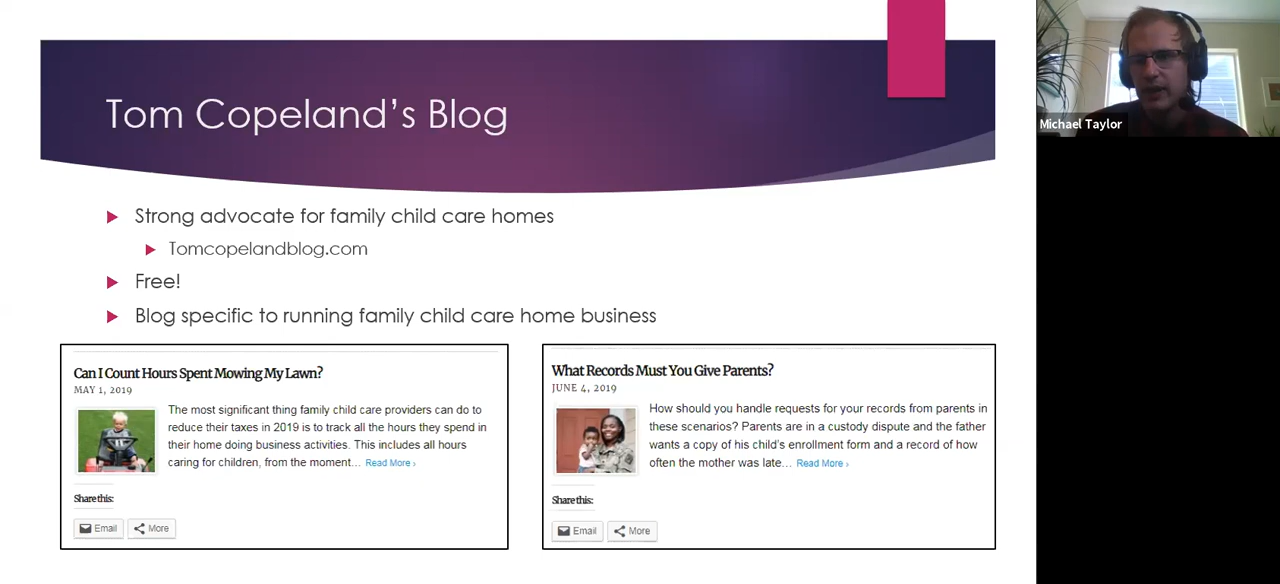 Tom Copeland's Blog
Michael Taylor
Strong advocate for family child care homes
Tomcopelandblog.com
Free!
Blog specific to running family child care home business
Can I Count Hours Spent Mowing My Lawn?
MAY 1, 2019
The most significant thing family child care providers can do to
reduce their taxes in 2019 is to track all the hours they spend in
their home doing business activities. This includes all hours
caring for children, from the moment… Read More ›
Share this:
Email More
What Records Must You Give Parents?
JUNE 4, 2019
How should you handle requests for your records from parents in
these scenarios? Parents are in a custody dispute and the father
wants a copy of his child's enrollment form and a record of how
often the mother was late… Read More ›
Share this:
Email More